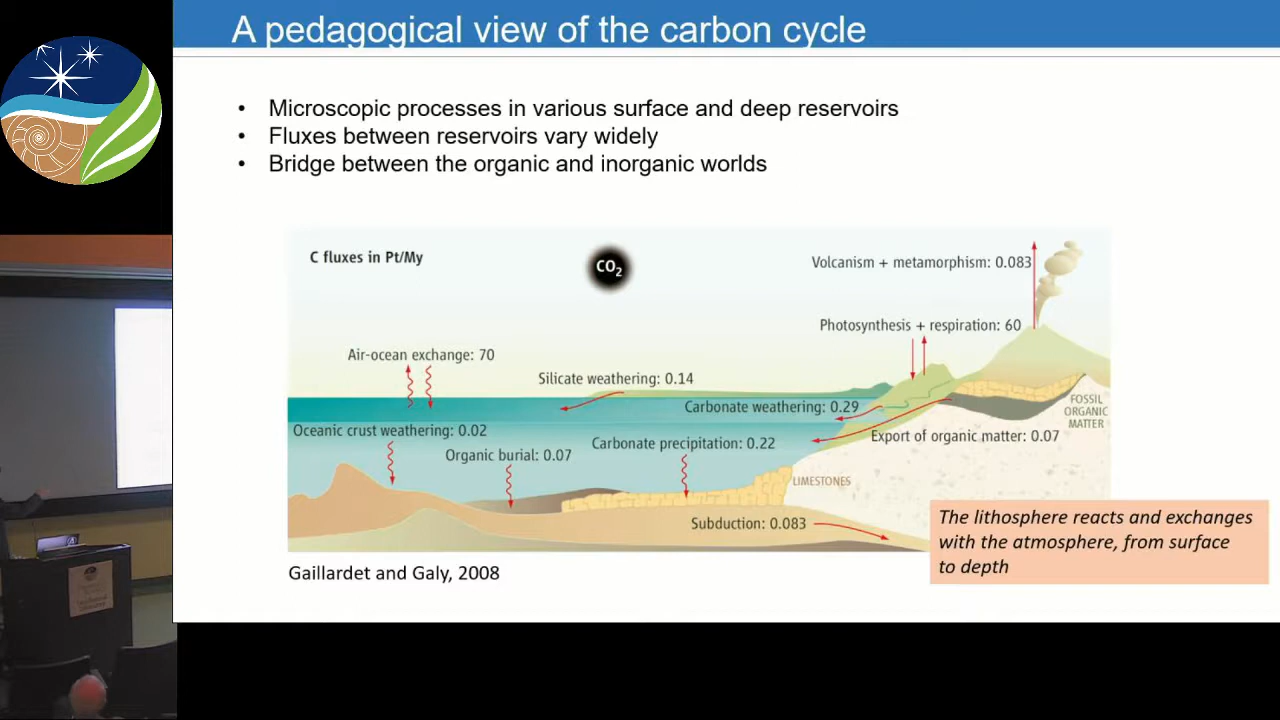 A pedagogical view of the carbon cycle
• Microscopic processes in various surface and deep reservoirs
• Fluxes between reservoirs vary widely
• Bridge between the organic and inorganic worlds
C fluxes in Pt/My
CO₂
Volcanism + metamorphism: 0.083
Photosynthesis + respiration: 60
Air-ocean exchange: 70
Silicate weathering: 0.14
Carbonate weathering: 0.29
FOSSIL
ORGANIC
MATTER
Oceanic crust weathering: 0.02
Export of organic matter: 0.07
Carbonate precipitation: 0.22
Organic burial: 0.07
LIMESTONES
Subduction: 0.083
The lithosphere reacts and exchanges
with the atmosphere, from surface
to depth
Gaillardet and Galy, 2008